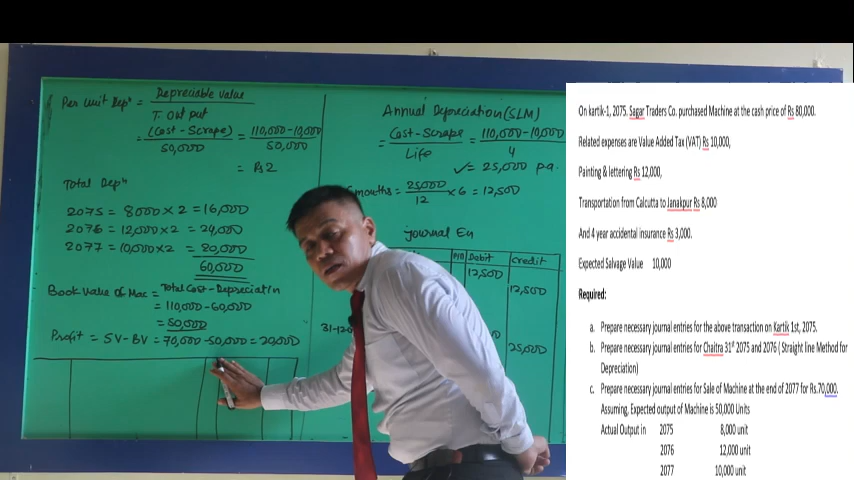 Per unit Depn = Depreciable value
T. out put
= (Cost - Scrape) = 110,000 - 10,000
50,000 50,000
= Rs 2
Total Depn
2075 = 8000 x 2 = 16,000
2076 = 12,000 x 2 = 24,000
2077 = 10,000 x 2 = 20,000
60,000
Book value of Mac = Total Cost - Depreciatin
= 110,000 - 60,000
= 50,000
Profit = SV - BV = 70,000 - 50,000 = 20,000
Annual Depreciation (SLM)
= Cost - Scrape = 110,000 - 10,000
Life 4
= 25,000 pa.
6 months = 25,000 x 6 = 12,500
12
Journal En
P/N Debit Credit
12,500
12,500
25,000
On kartik-1, 2075. Sagar Traders Co. purchased Machine at the cash price of Rs 80,000.
Related expenses are Value Added Tax (VAT) Rs 10,000,
Painting & lettering Rs 12,000,
Transportation from Calcutta to Janakpur Rs 8,000
And 4 year accidental insurance Rs 3,000.
Expected Salvage Value 10,000
Required:
a. Prepare necessary journal entries for the above transaction on Kartik 1st, 2075.
b. Prepare necessary journal entries for Chaitra 31st 2075 and 2076 ( Straight line Method for
Depreciation)
c. Prepare necessary journal entries for Sale of Machine at the end of 2077 for Rs.70,000.
Assuming, Expected output of Machine is 50,000 Units
Actual Output in 2075 8,000 unit
2076 12,000 unit
2077 10,000 unit